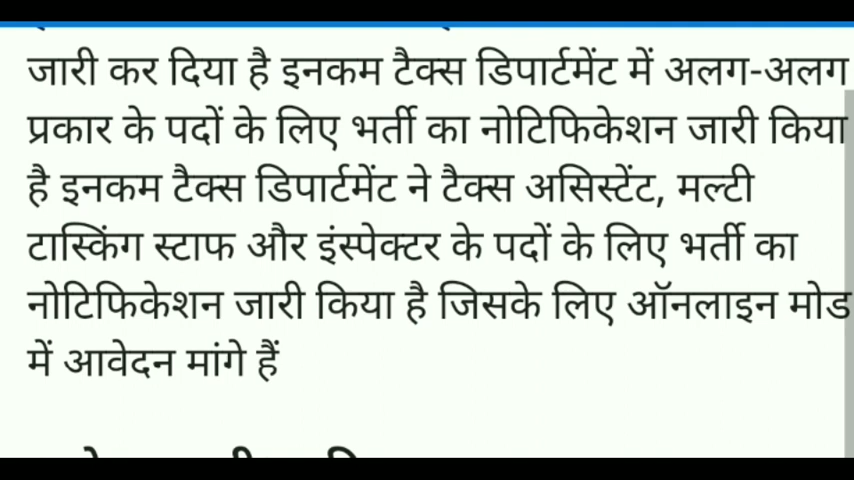 जारी कर दिया है इनकम टैक्स डिपार्टमेंट में अलग-अलग
प्रकार के पदों के लिए भर्ती का नोटिफिकेशन जारी किया
है इनकम टैक्स डिपार्टमेंट ने टैक्स असिस्टेंट, मल्टी
टास्किंग स्टाफ और इंस्पेक्टर के पदों के लिए भर्ती का
नोटिफिकेशन जारी किया है जिसके लिए ऑनलाइन मोड
में आवेदन मांगे हैं